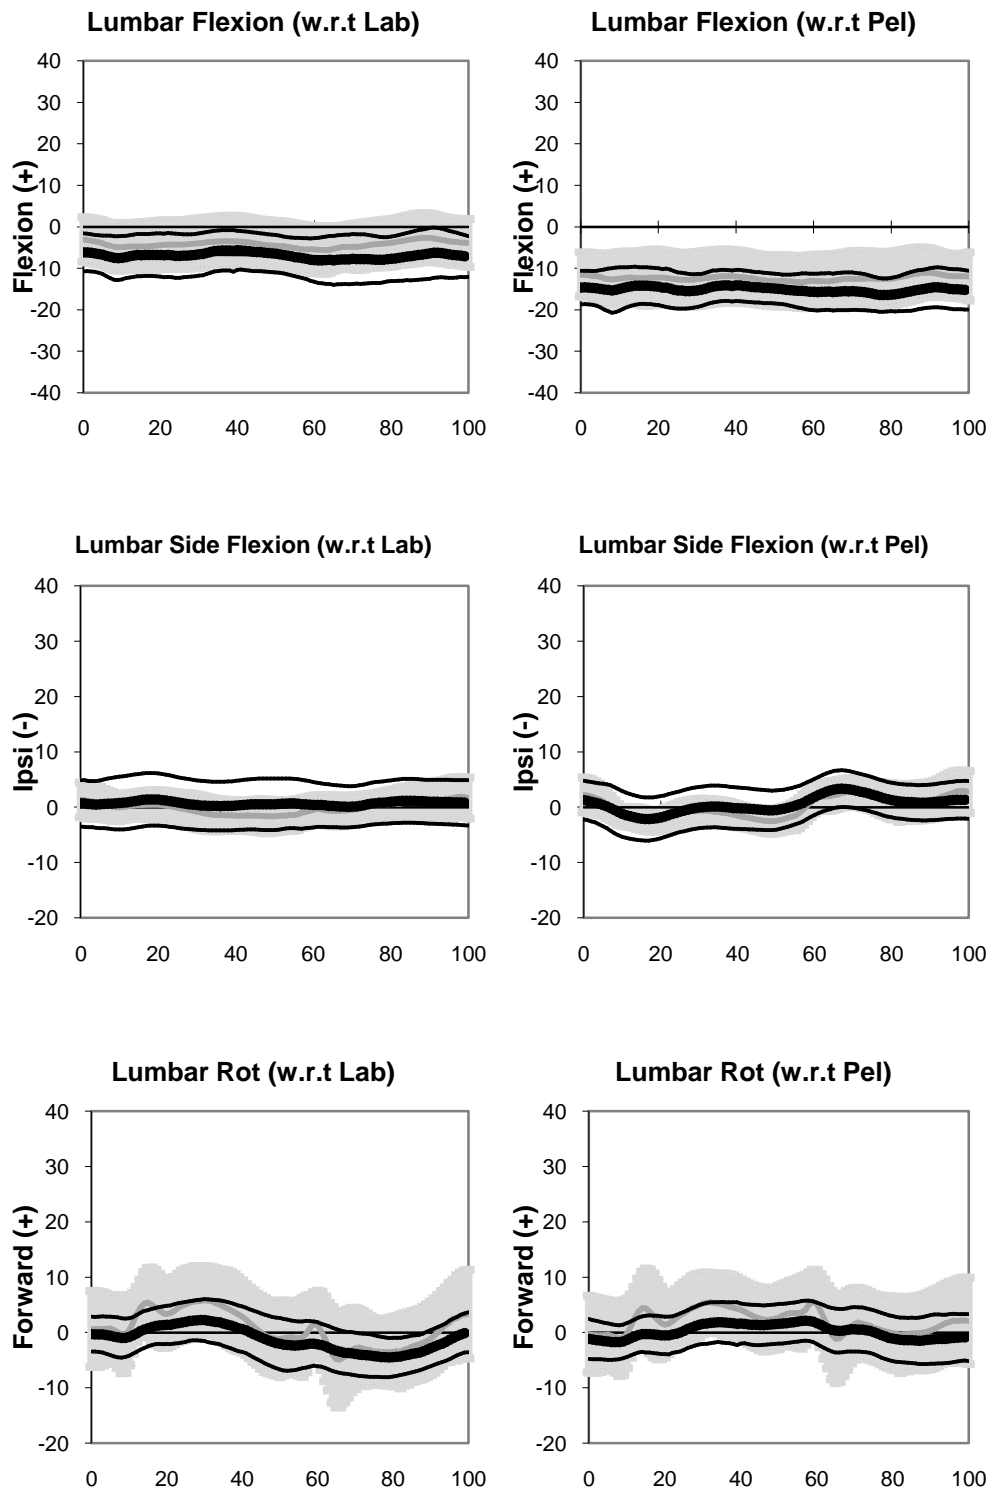 Lumbar Flexion (w.r.t Lab)
Flexion (+)
40
30
20
10
0
-10
-20
-30
-40
0 20 40 60 80 100
Lumbar Flexion (w.r.t Pel)
Flexion (+)
40
30
20
10
0
-10
-20
-30
-40
0 20 40 60 80 100
Lumbar Side Flexion (w.r.t Lab)
Ipsi (-)
40
30
20
10
0
-10
-20
0 20 40 60 80 100
Lumbar Side Flexion (w.r.t Pel)
Ipsi (-)
40
30
20
10
0
-10
-20
0 20 40 60 80 100
Lumbar Rot (w.r.t Lab)
Forward (+)
40
30
20
10
0
-10
-20
0 20 40 60 80 100
Lumbar Rot (w.r.t Pel)
Forward (+)
40
30
20
10
0
-10
-20
0 20 40 60 80 100